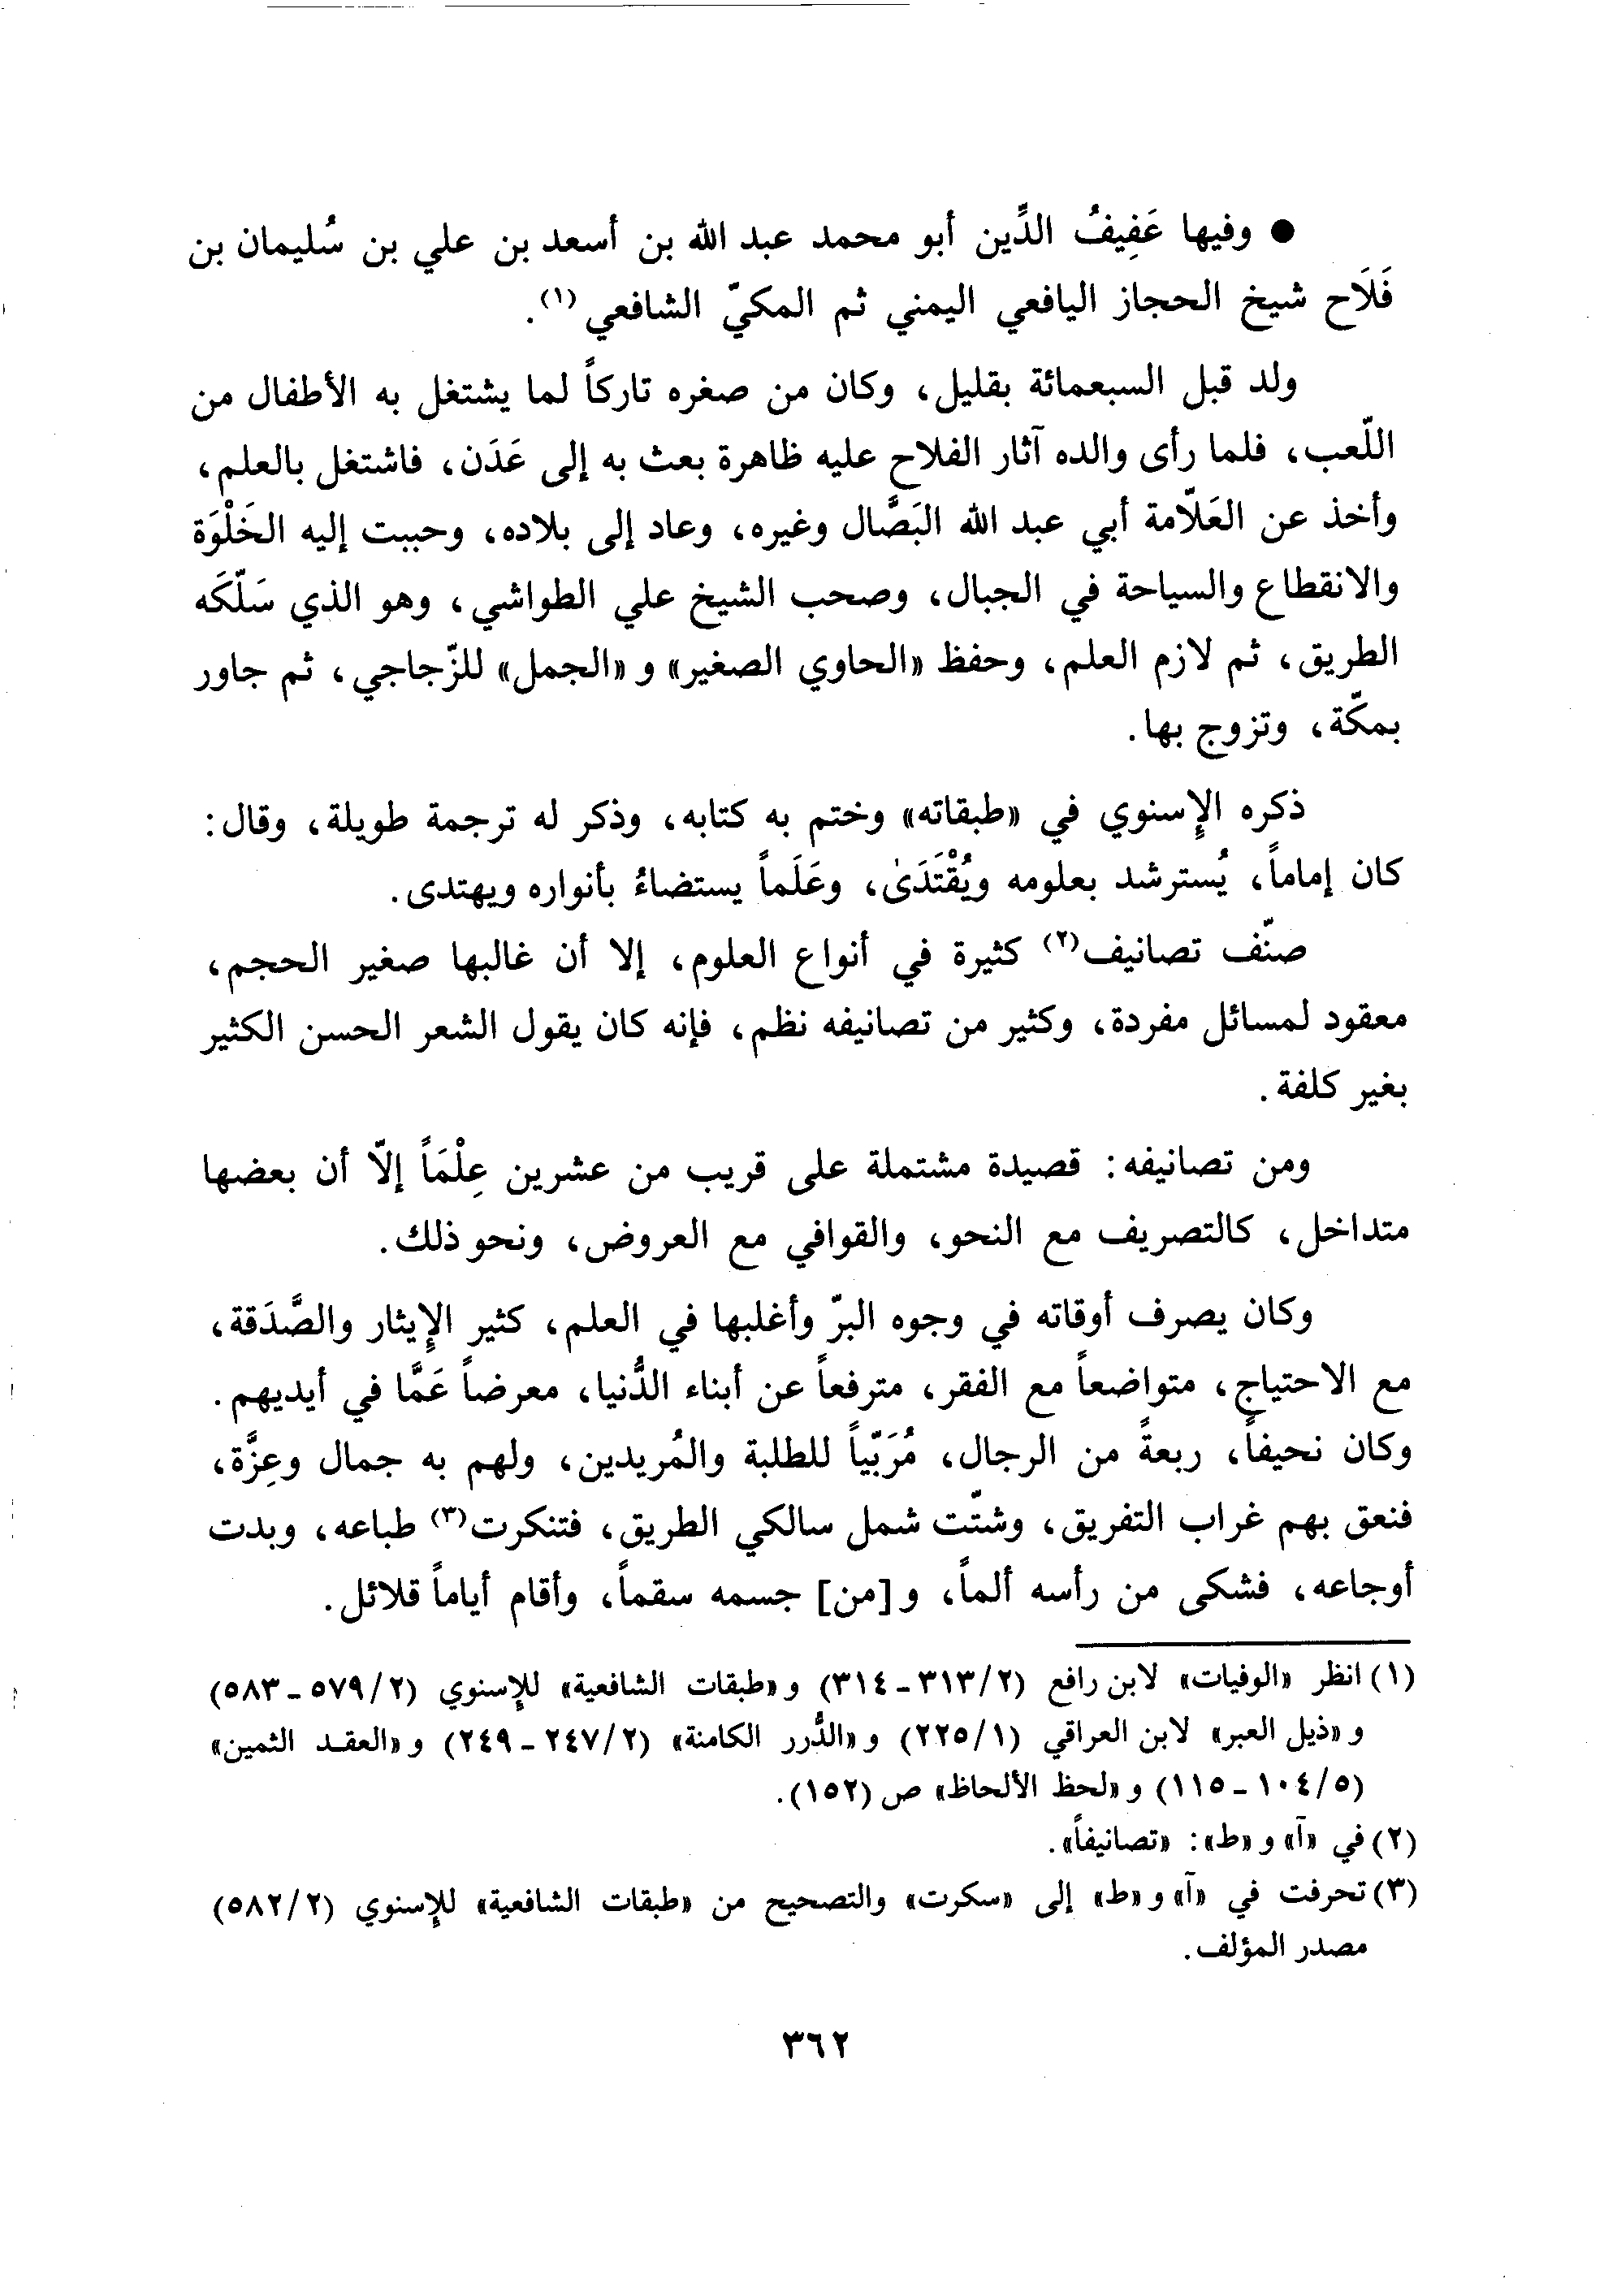 ● وفيها عَفِيفُ الدِّين أبو محمد عبد الله بن أسعد بن علي بن سُليمان بن
فَلَاح شيخ الحجاز اليافعي اليمني ثم المكيّ الشافعي (١).
ولد قبل السبعمائة بقليل، وكان من صغره تاركاً لما يشتغل به الأطفال من
اللّعب، فلما رأى والده آثار الفلاح عليه ظاهرة بعث به إلى عَدَن، فاشتغل بالعلم،
وأخذ عن العَلّامة أبي عبد الله البَصَّال وغيره، وعاد إلى بلاده، وحببت إليه الخَلْوَة
والانقطاع والسياحة في الجبال، وصحب الشيخ علي الطواشي، وهو الذي سَلّكَه
الطريق، ثم لازم العلم، وحفظ «الحاوي الصغير» و «الجمل» للزّجاجي، ثم جاور
بمكّة، وتزوج بها.
ذكره الإسنوي في «طبقاته» وختم به كتابه، وذكر له ترجمة طويلة، وقال:
كان إماماً، يُسترشد بعلومه ويُقْتَدَىٰ، وعَلَماً يستضاءُ بأنواره ويهتدى.
صنّف تصانيف(٢) كثيرة في أنواع العلوم، إلا أن غالبها صغير الحجم،
معقود لمسائل مفردة، وكثير من تصانيفه نظم، فإنه كان يقول الشعر الحسن الكثير
بغير كلفة.
ومن تصانيفه: قصيدة مشتملة على قريب من عشرين عِلْمَاً إلّا أن بعضها
متداخل، كالتصريف مع النحو، والقوافي مع العروض، ونحو ذلك.
وكان يصرف أوقاته في وجوه البرّ وأغلبها في العلم، كثير الإيثار والصَّدَقة،
مع الاحتياج، متواضعاً مع الفقر، مترفعاً عن أبناء الدُّنيا، معرضاً عَمَّا في أيديهم.
وكان نحيفاً، ربعةً من الرجال، مُرَبّياً للطلبة والمُريدين، ولهم به جمال وعِزَّة،
فنعق بهم غراب التفريق، وشتّت شمل سالكي الطريق، فتنكرت(٣) طباعه، وبدت
أوجاعه، فشكى من رأسه ألماً، و[من] جسمه سقماً، وأقام أياماً قلائل.
(١) انظر «الوفيات» لابن رافع (٢/ ٣١٣ - ٣١٤) و «طبقات الشافعية» للإسنوي (٢/ ٥٧٩ - ٥٨٣)
و «ذيل العبر» لابن العراقي (١/ ٢٢٥) و «الدُّرر الكامنة» (٢/ ٢٤٧ - ٢٤٩) و «العقد الثمين»
(٥/ ١٠٤ - ١١٥) و «لحظ الألحاظ» ص (١٥٢).
(٢) في «آ» و «ط»: «تصانيفاً».
(٣) تحرفت في «آ» و «ط» إلى «سكرت» والتصحيح من «طبقات الشافعية» للإسنوي (٢/ ٥٨٢)
مصدر المؤلف.
٣٦٢